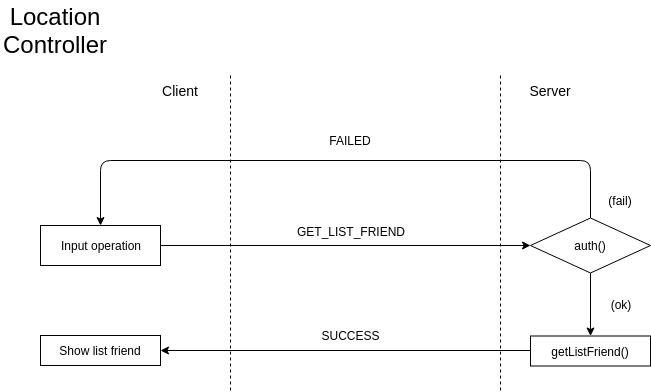 Location
Controller
Client
Server
FAILED
(fail)
Input operation
GET_LIST_FRIEND
auth()
(ok)
Show list friend
SUCCESS
getListFriend()